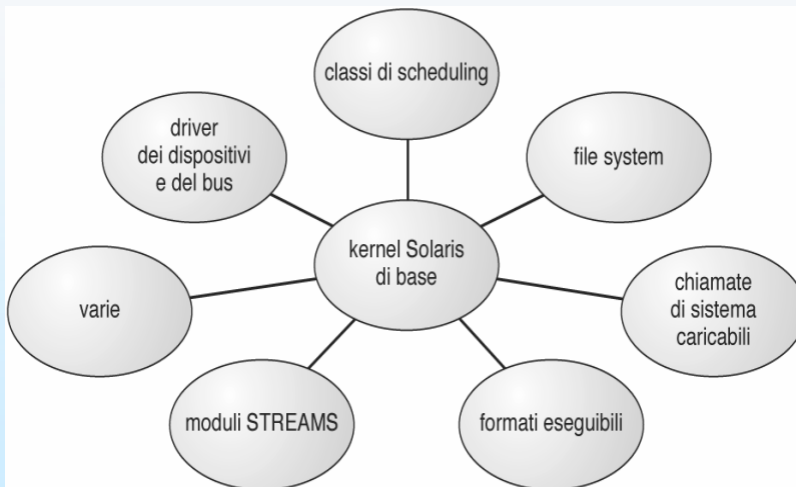 classi di scheduling
driver
dei dispositivi
e del bus
file system
kernel Solaris
di base
varie
chiamate
di sistema
caricabili
moduli STREAMS
formati eseguibili